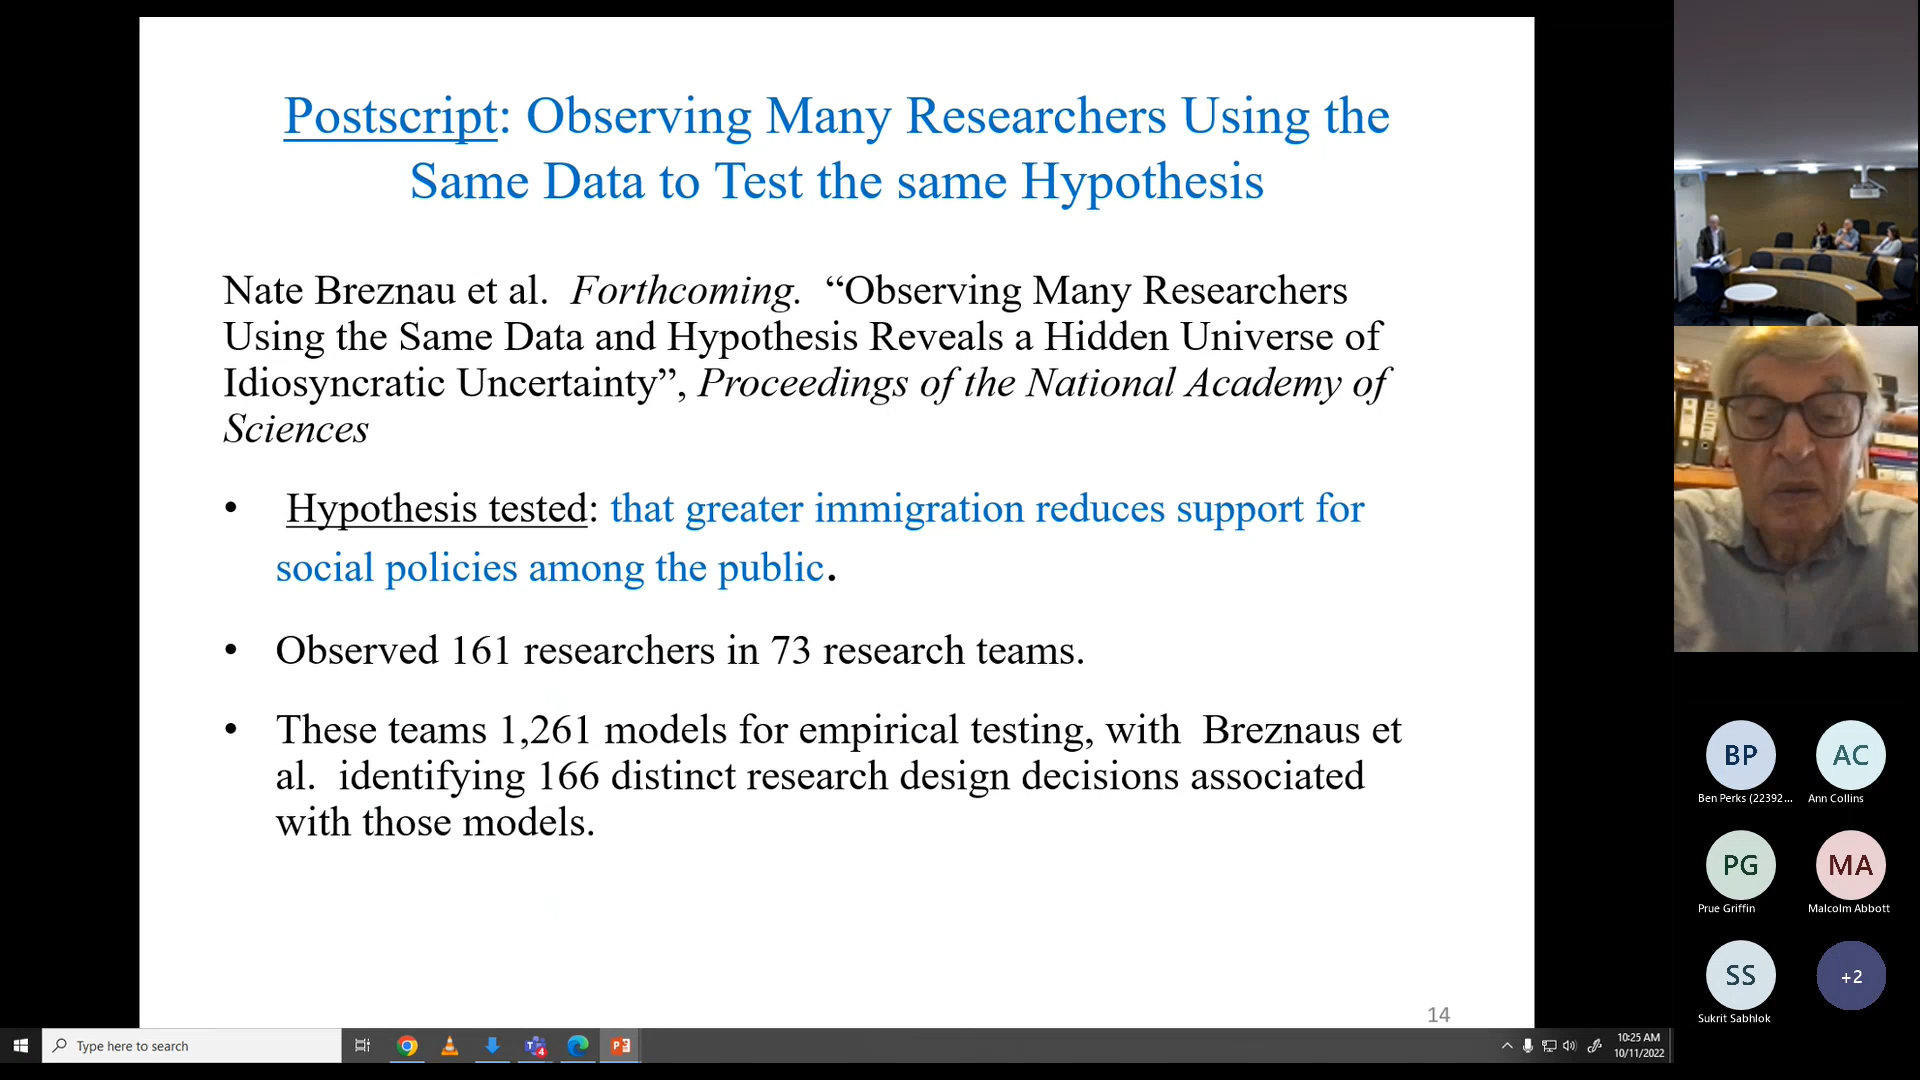 Postscript: Observing Many Researchers Using the
Same Data to Test the same Hypothesis
Nate Breznau et al.  Forthcoming.  “Observing Many Researchers
Using the Same Data and Hypothesis Reveals a Hidden Universe of
Idiosyncratic Uncertainty”, Proceedings of the National Academy of
Sciences
• Hypothesis tested: that greater immigration reduces support for
social policies among the public.
• Observed 161 researchers in 73 research teams.
• These teams 1,261 models for empirical testing, with  Breznaus et
al.  identifying 166 distinct research design decisions associated
with those models.
14
BP
Ben Perks (22392...
AC
Ann Collins
PG
Prue Griffin
MA
Malcolm Abbott
SS
Sukrit Sabhlok
+2
Type here to search
4
10:25 AM
10/11/2022